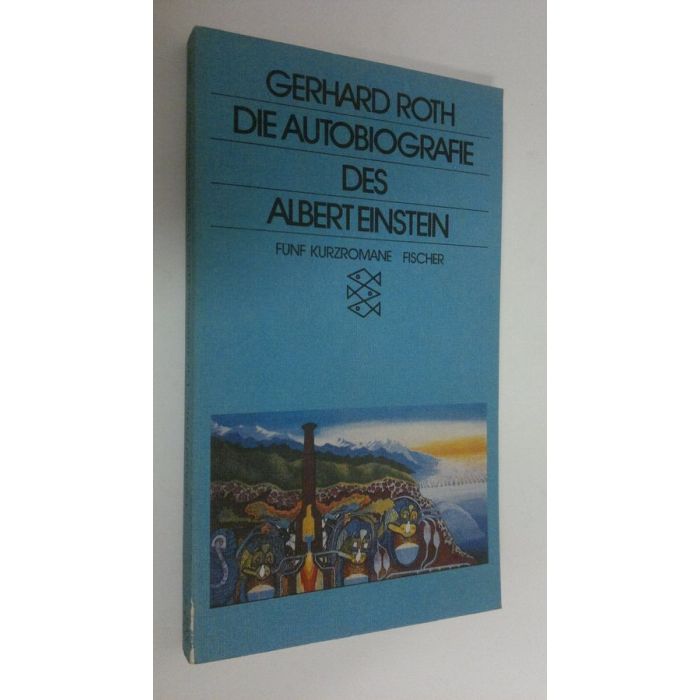 GERHARD ROTH
DIE AUTOBIOGRAFIE
DES
ALBERT EINSTEIN
FÜNF KURZROMANE FISCHER